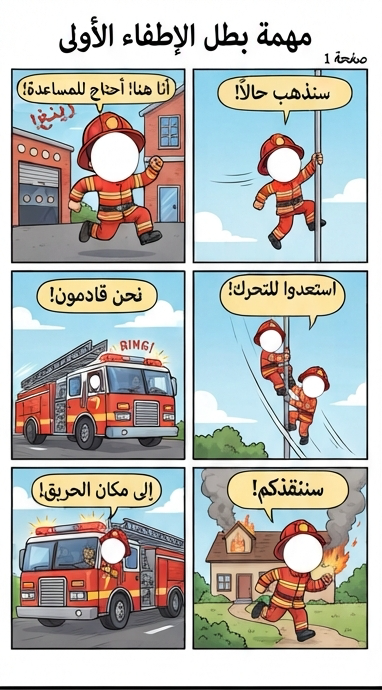 مهمة بطل الإطفاء الأولى
صفحة 1
سنذهب حالاً!
أنا هنا! أحتاج للمساعدة!
استعدوا للتحرك!
نحن قادمون!
RING!
سننقذكم!
إلى مكان الحريق!